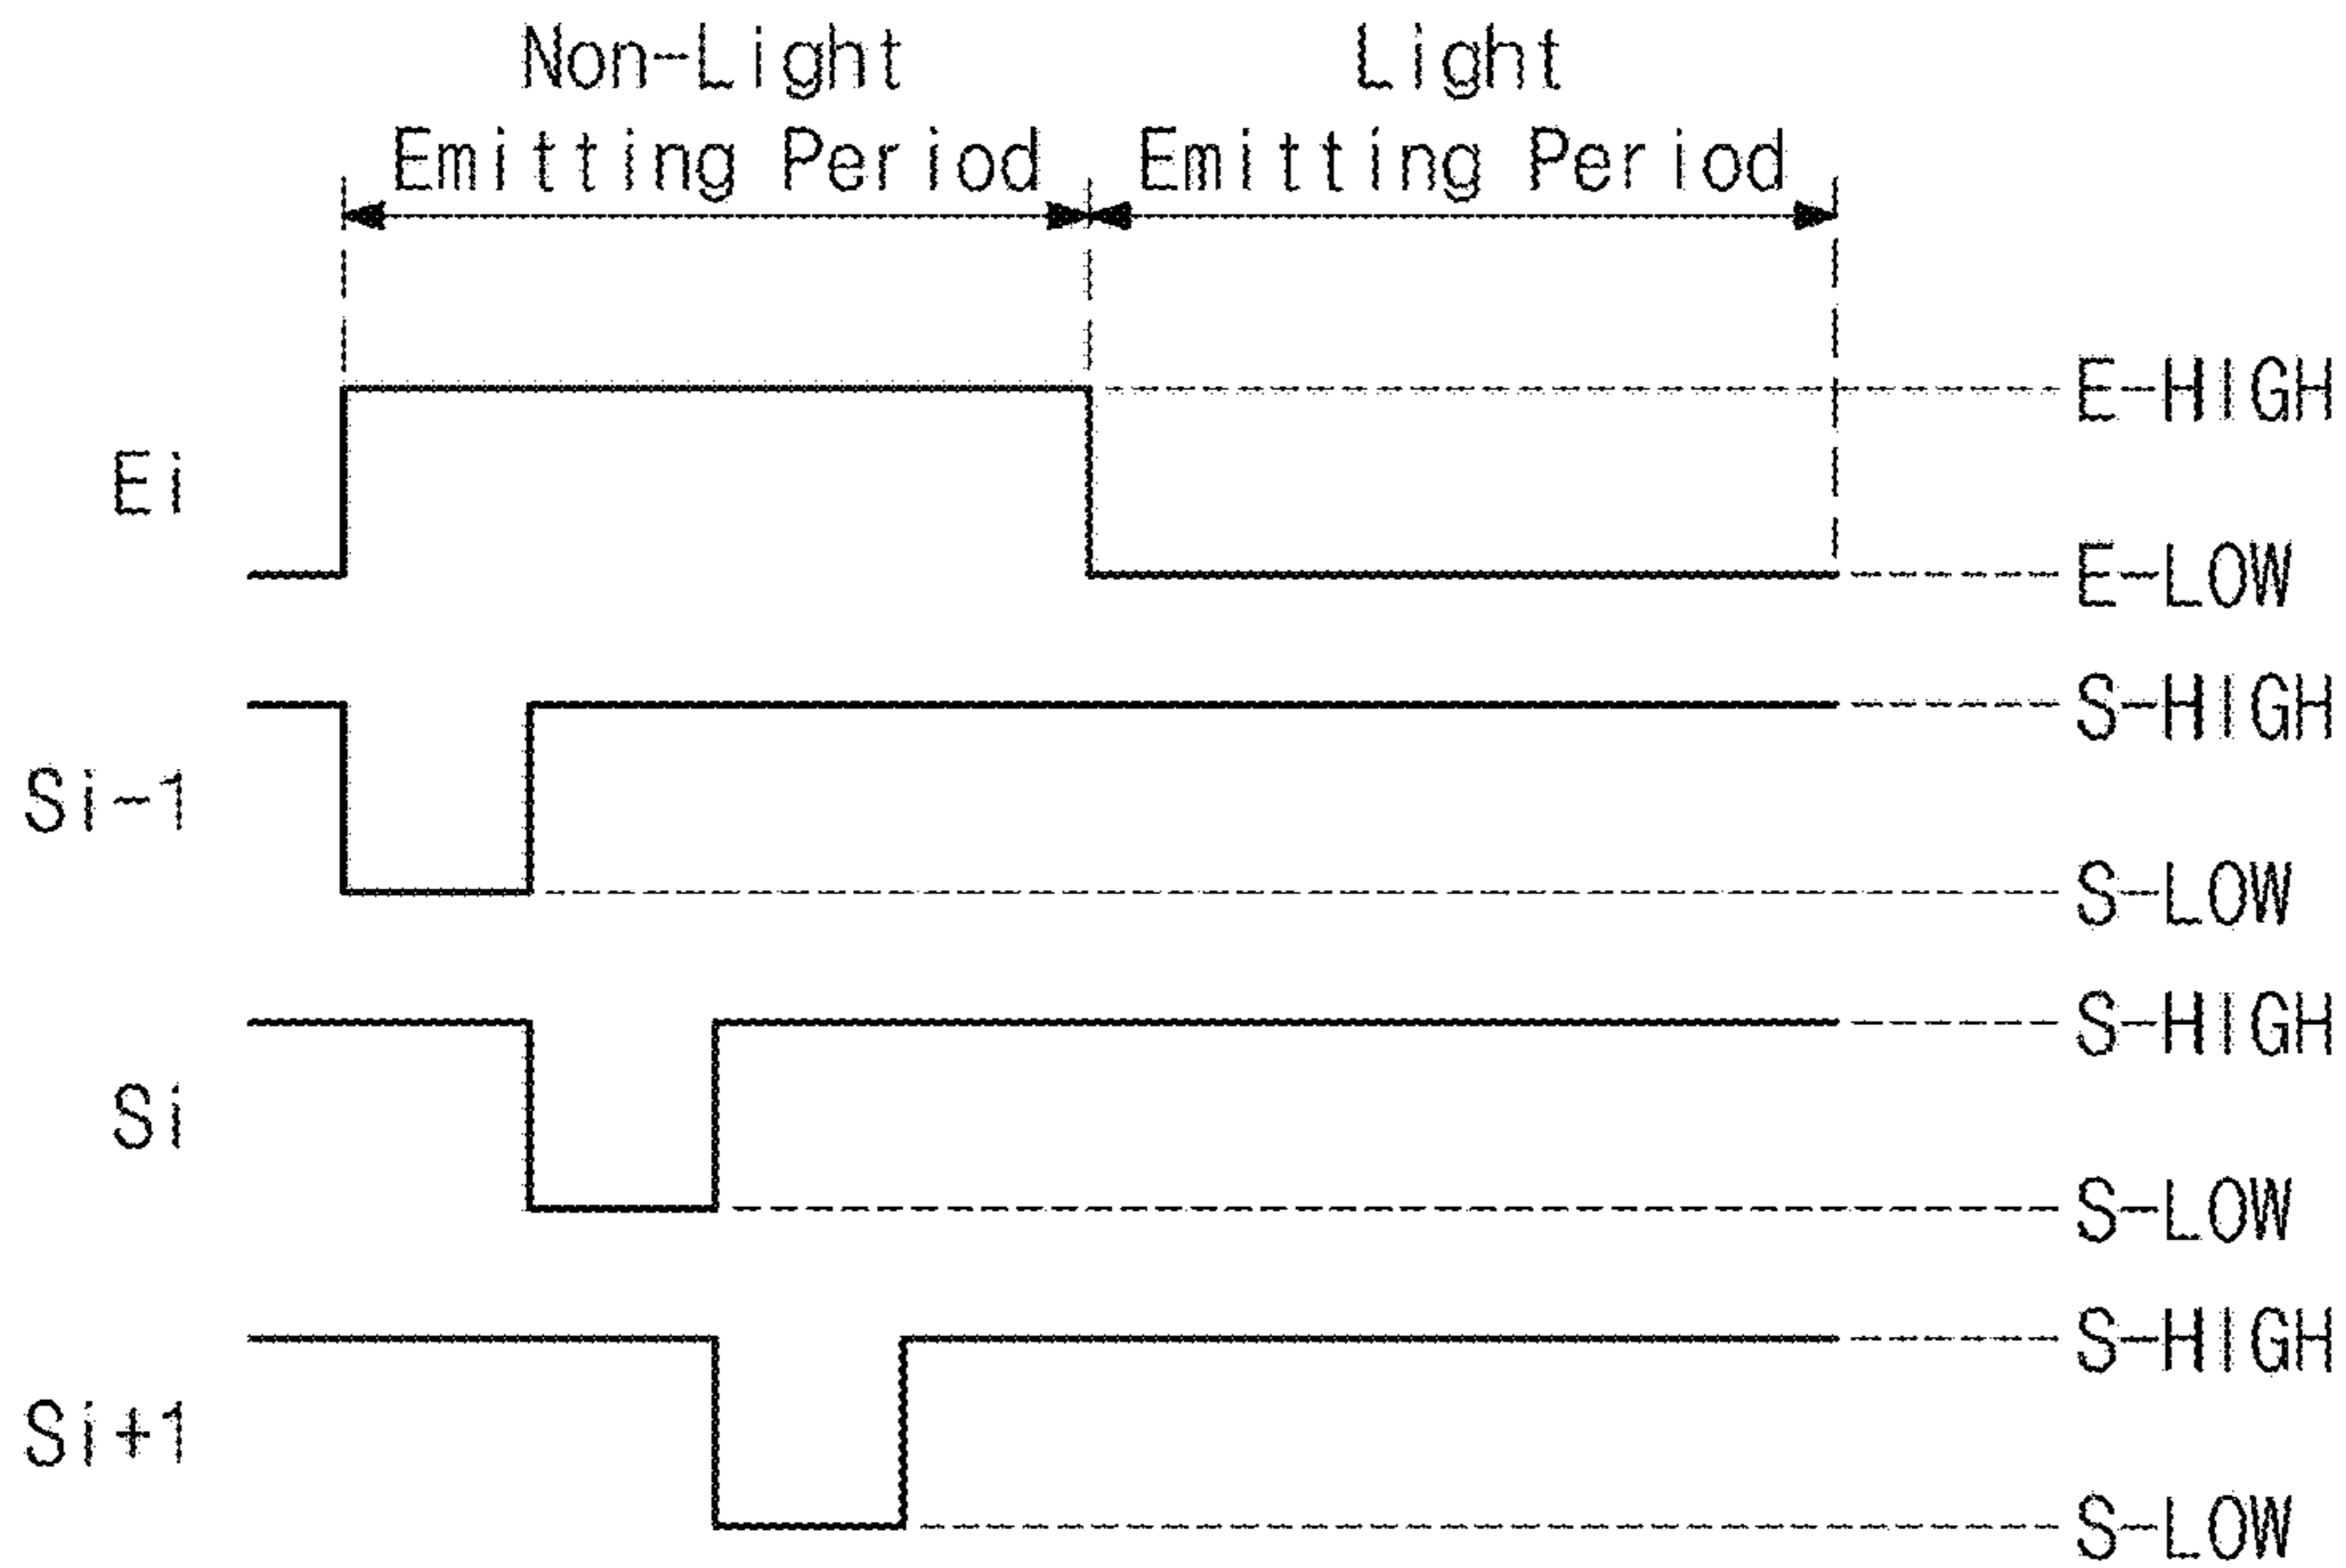 Non-Light
Emitting Period
Light
Emitting Period
E-HIGH
Ei
E-LOW
S-HIGH
Si-1
S-LOW
S-HIGH
Si
S-LOW
S-HIGH
Si+1
S-LOW